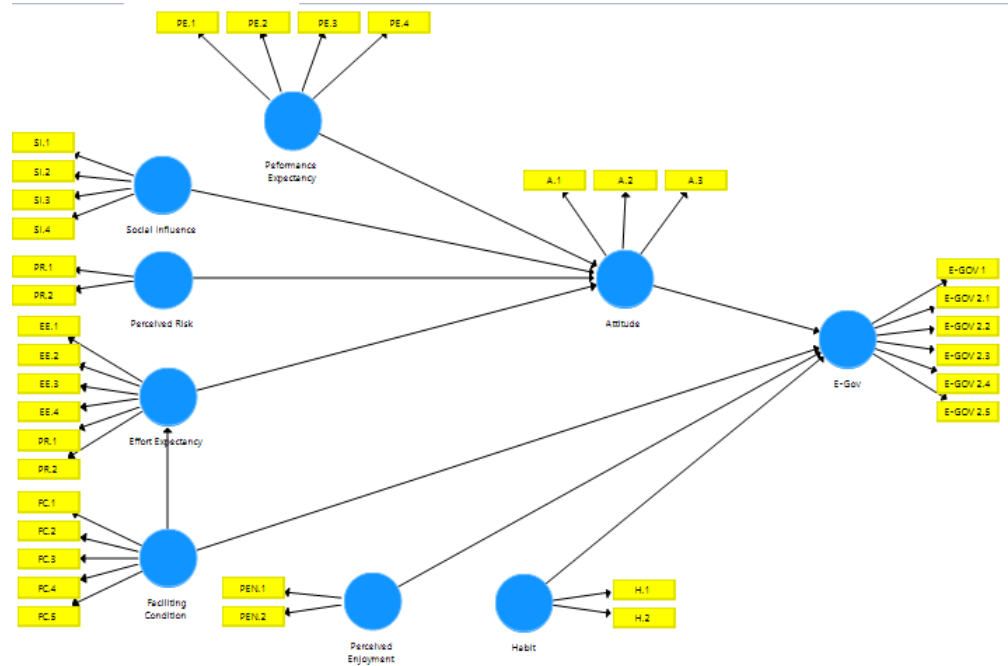 PE.1
PE.2
PE.3
PE.4
Peformance
Expectancy
SI.1
SI.2
SI.3
SI.4
Social Influence
A.1
A.2
A.3
Attitude
PR.1
PR.2
Perceived Risk
E-GOV 1
E-GOV 2.1
E-GOV 2.2
E-GOV 2.3
E-GOV 2.4
E-GOV 2.5
E-Gov
EE.1
EE.2
EE.3
EE.4
PR.1
PR.2
Effort Expectancy
FC.1
FC.2
FC.3
FC.4
FC.5
Faciliting
Condition
PEN.1
PEN.2
Perceived
Enjoyment
H.1
H.2
Habit